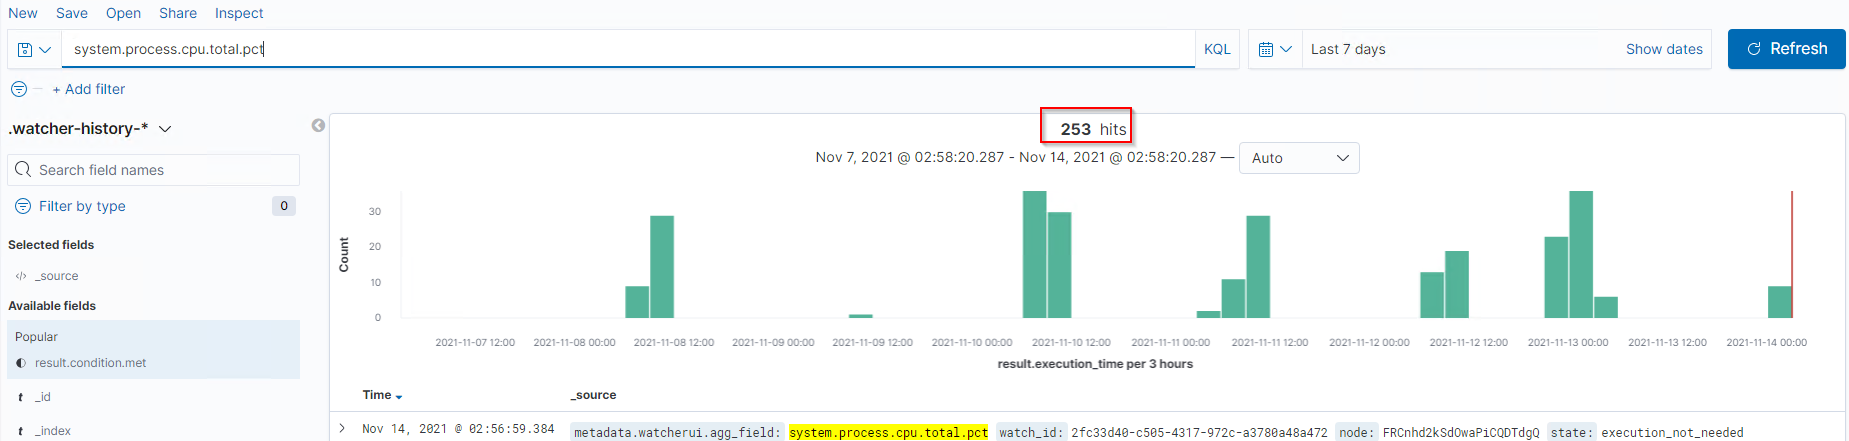 New Save Open Share Inspect
system.process.cpu.total.pct KQL Last 7 days Show dates Refresh
+ Add filter
.watcher-history-*
253 hits
Nov 7, 2021 @ 02:58:20.287 - Nov 14, 2021 @ 02:58:20.287 — Auto
Search field names
Filter by type 0
Selected fields
_source
Available fields
Popular
result.condition.met
t _id
t _index
Count
30
20
10
0
2021-11-07 12:00 2021-11-08 00:00 2021-11-08 12:00 2021-11-09 00:00 2021-11-09 12:00 2021-11-10 00:00 2021-11-10 12:00 2021-11-11 00:00 2021-11-11 12:00 2021-11-12 00:00 2021-11-12 12:00 2021-11-13 00:00 2021-11-13 12:00 2021-11-14 00:00
result.execution_time per 3 hours
Time _source
Nov 14, 2021 @ 02:56:59.384 metadata.watcherui.agg_field: system.process.cpu.total.pct watch_id: 2fc33d40-c505-4317-972c-a3780a48a472 node: FRCnhd2kSdOwaPiCQDTdgQ state: execution_not_needed